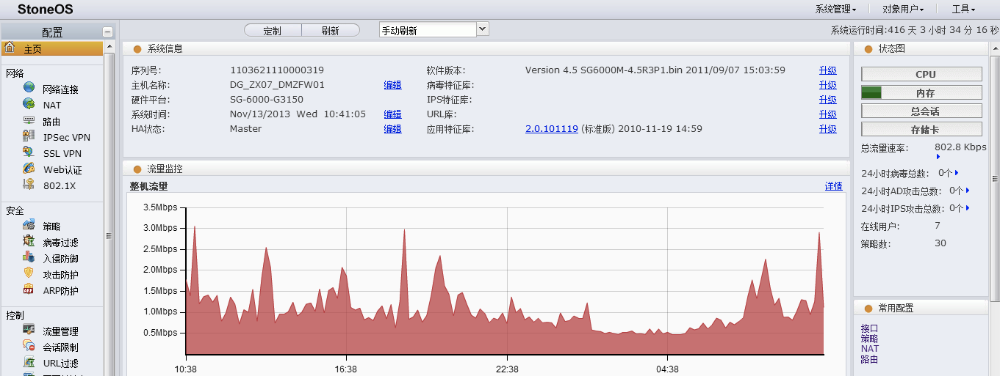 StoneOS
系统管理 对象用户 工具
配置
定制 刷新 手动刷新
系统运行时间:416 天 3 小时 34 分 16 秒
主页
网络
网络连接
NAT
路由
IPSec VPN
SSL VPN
Web认证
802.1X
安全
策略
病毒过滤
入侵防御
攻击防护
ARP防护
控制
流量管理
会话限制
URL过滤
系统信息
序列号: 1103621110000319
主机名称: DG_ZX07_DMZFW01 编辑
硬件平台: SG-6000-G3150
系统时间: Nov/13/2013 Wed 10:41:05 编辑
HA状态: Master 编辑
软件版本: Version 4.5 SG6000M-4.5R3P1.bin 2011/09/07 15:03:59 升级
病毒特征库: 升级
IPS特征库: 升级
URL库: 升级
应用特征库: 2.0.101119 (标准版) 2010-11-19 14:59 升级
流量监控
整机流量 详情
3.5Mbps
3.0Mbps
2.5Mbps
2.0Mbps
1.5Mbps
1.0Mbps
0.5Mbps
10:38 16:38 22:38 04:38
状态图
CPU
内存
总会话
存储卡
总流量速率: 802.8 Kbps
24小时病毒总数: 0个
24小时AD攻击总数: 0个
24小时IPS攻击总数: 0个
在线用户: 7
策略数: 30
常用配置
接口
策略
NAT
路由